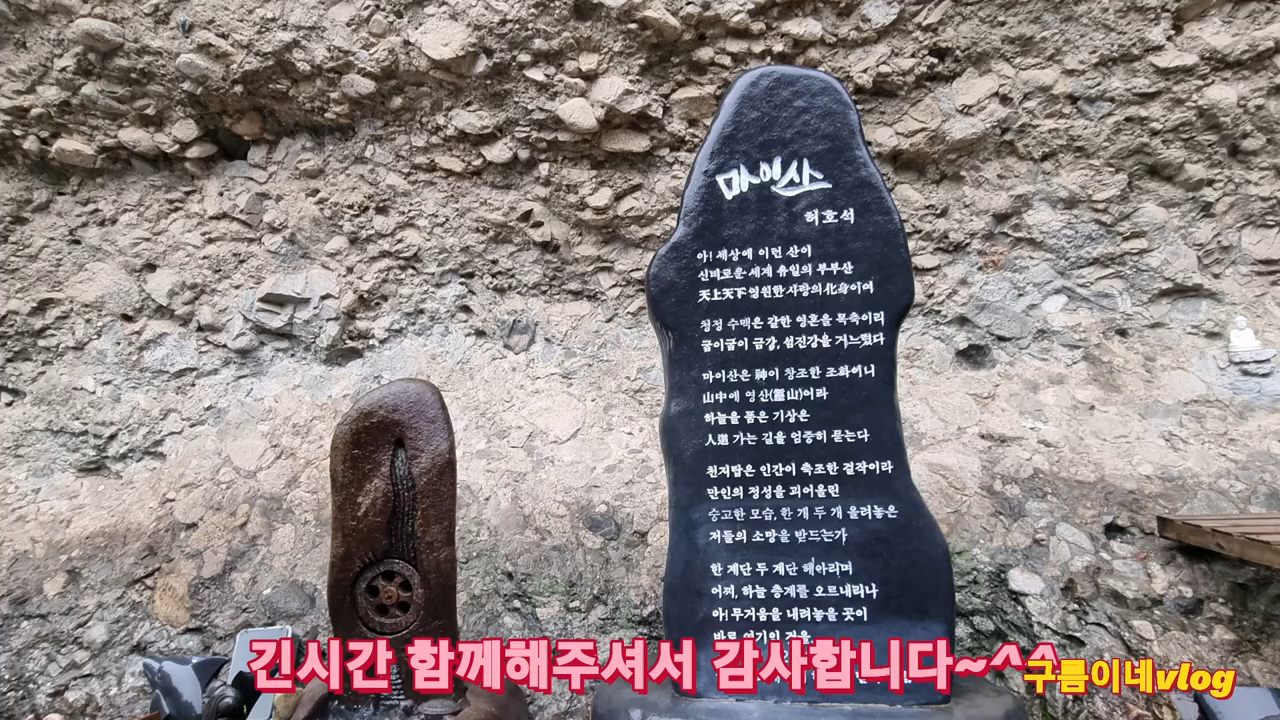 마이산
허호석
아! 세상에 이런 산이
신비로운 세계 유일의 부부산
天上天下 영원한 사랑의 化身이여
청정 수맥은 갈한 영혼을 목축이리
굽이굽이 금강, 섬진강을 거느렸다
마이산은 神이 창조한 조화이니
山中에 영산(靈山)이라
하늘을 품은 기상은
人道 가는 길을 엄중히 묻는다
천지탑은 인간이 축조한 걸작이라
만인의 정성을 괴어올린
숭고한 모습, 한 개 두 개 올려놓은
저들의 소망을 받드는가
한 계단 두 계단 헤아리며
어찌, 하늘 층계를 오르내리나
아! 무거움을 내려놓을 곳이
바로 여기인 것을
긴시간 함께해주셔서 감사합니다~^^
구름이네vlog